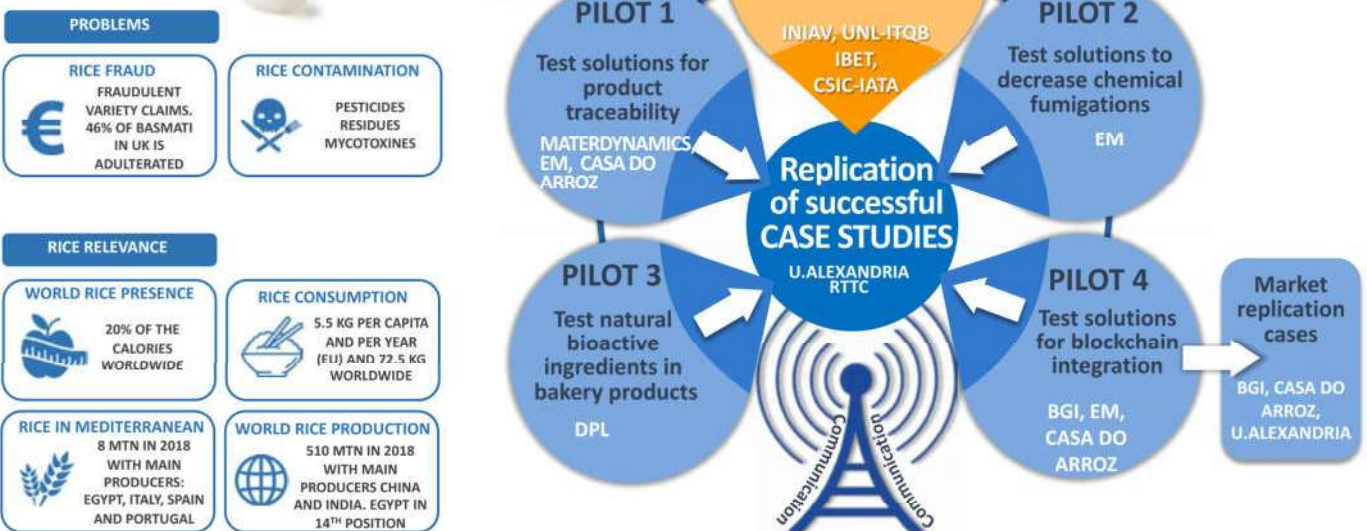 PROBLEMS
RICE FRAUD
FRAUDULENT
VARIETY CLAIMS.
46% OF BASMATI
IN UK IS
ADULTERATED
RICE CONTAMINATION
PESTICIDES
RESIDUES
MYCOTOXINES
RICE RELEVANCE
WORLD RICE PRESENCE
20% OF THE
CALORIES
WORLDWIDE
RICE CONSUMPTION
5.5 KG PER CAPITA
AND PER YEAR
(EU) AND 72.5 KG
WORLDWIDE
RICE IN MEDITERRANEAN
8 MTN IN 2018
WITH MAIN
PRODUCERS:
EGYPT, ITALY, SPAIN
AND PORTUGAL
WORLD RICE PRODUCTION
510 MTN IN 2018
WITH MAIN
PRODUCERS CHINA
AND INDIA. EGYPT IN
14TH POSITION
PILOT 1
Test solutions for
product
traceability
MATERDYNAMICS,
EM, CASA DO
ARROZ
INIAV, UNL-ITQB
IBET,
CSIC-IATA
PILOT 2
Test solutions to
decrease chemical
fumigations
EM
Replication
of successful
CASE STUDIES
U.ALEXANDRIA
RTTC
PILOT 3
Test natural
bioactive
ingredients in
bakery products
DPL
PILOT 4
Test solutions
for blockchain
integration
BGI, EM,
CASA DO
ARROZ
Market
replication
cases
BGI, CASA DO
ARROZ,
U.ALEXANDRIA
Communication
Communication